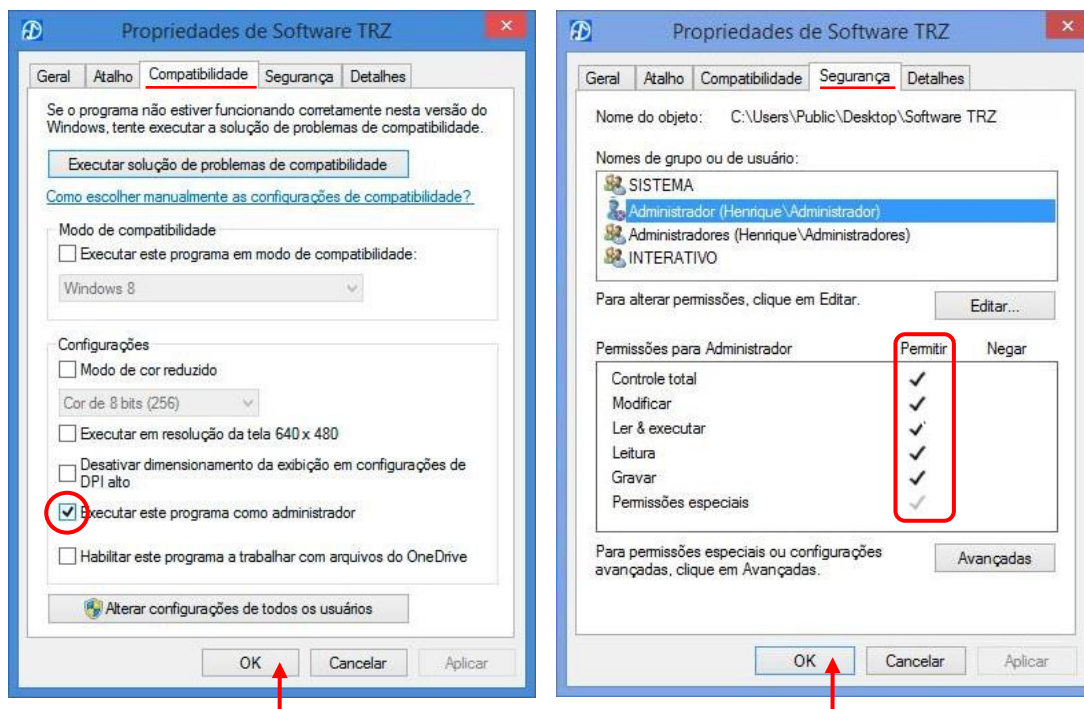 Propriedades de Software TRZ
Geral Atalho Compatibilidade Segurança Detalhes
Se o programa não estiver funcionando corretamente nesta versão do
Windows, tente executar a solução de problemas de compatibilidade.
Executar solução de problemas de compatibilidade
Como escolher manualmente as configurações de compatibilidade?
Modo de compatibilidade
Executar este programa em modo de compatibilidade:
Windows 8
Configurações
Modo de cor reduzido
Cor de 8 bits (256)
Executar em resolução da tela 640 x 480
Desativar dimensionamento da exibição em configurações de
DPI alto
Executar este programa como administrador
Habilitar este programa a trabalhar com arquivos do OneDrive
Alterar configurações de todos os usuários
OK Cancelar Aplicar
Propriedades de Software TRZ
Geral Atalho Compatibilidade Segurança Detalhes
Nome do objeto: C:\Users\Public\Desktop\Software TRZ
Nomes de grupo ou de usuário:
SISTEMA
Administrador (Henrique\Administrador)
Administradores (Henrique\Administradores)
INTERATIVO
Para alterar permissões, clique em Editar.
Editar...
Permissões para Administrador Permitir Negar
Controle total
Modificar
Ler & executar
Leitura
Gravar
Permissões especiais
Para permissões especiais ou configurações
avançadas, clique em Avançadas.
Avançadas
OK Cancelar Aplicar